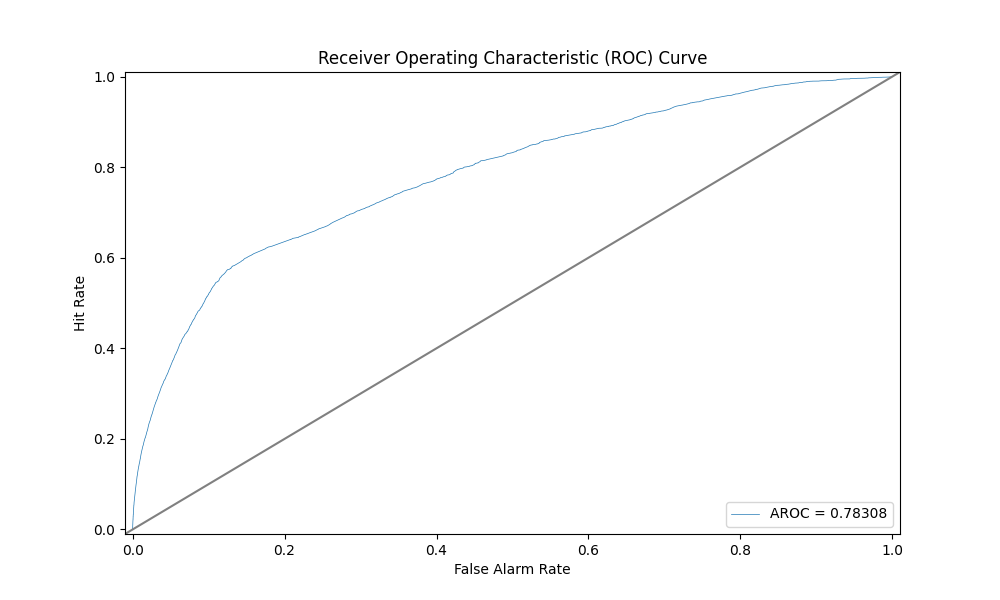 Receiver Operating Characteristic (ROC) Curve
1.0
0.8
0.6
0.4
0.2
0.0
Hit Rate
AROC = 0.78308
0.0 0.2 0.4 0.6 0.8 1.0
False Alarm Rate